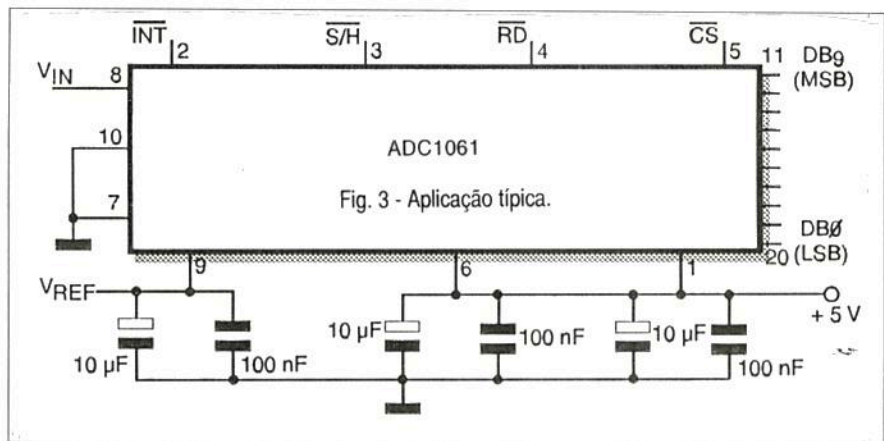 INT S/H RD CS
2 3 4 5 11 DB9
VIN 8 (MSB)
10
ADC1061
7 Fig. 3 - Aplicação típica.
DBØ
9 6 1 20 (LSB)
VREF
+ 5 V
10 µF 100 nF 10 µF 100 nF 10 µF 100 nF